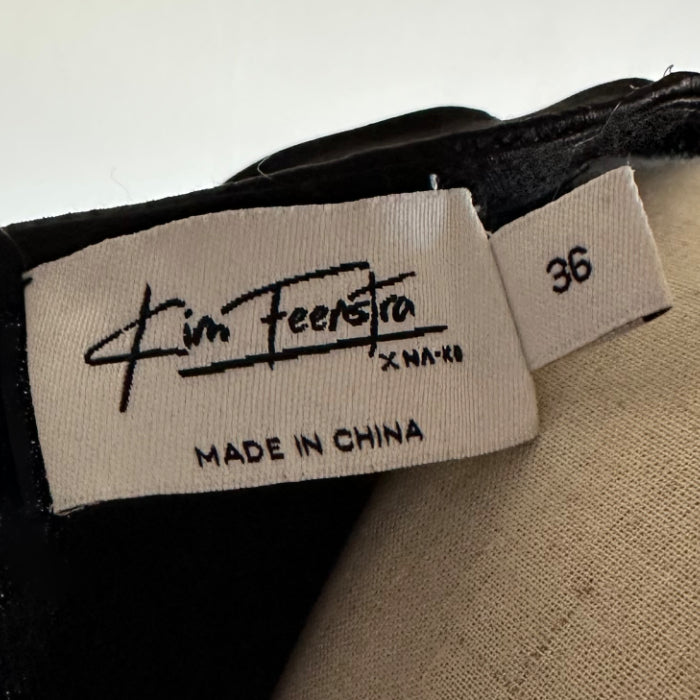 Kim Feenstra
X NA-KD
MADE IN CHINA
36